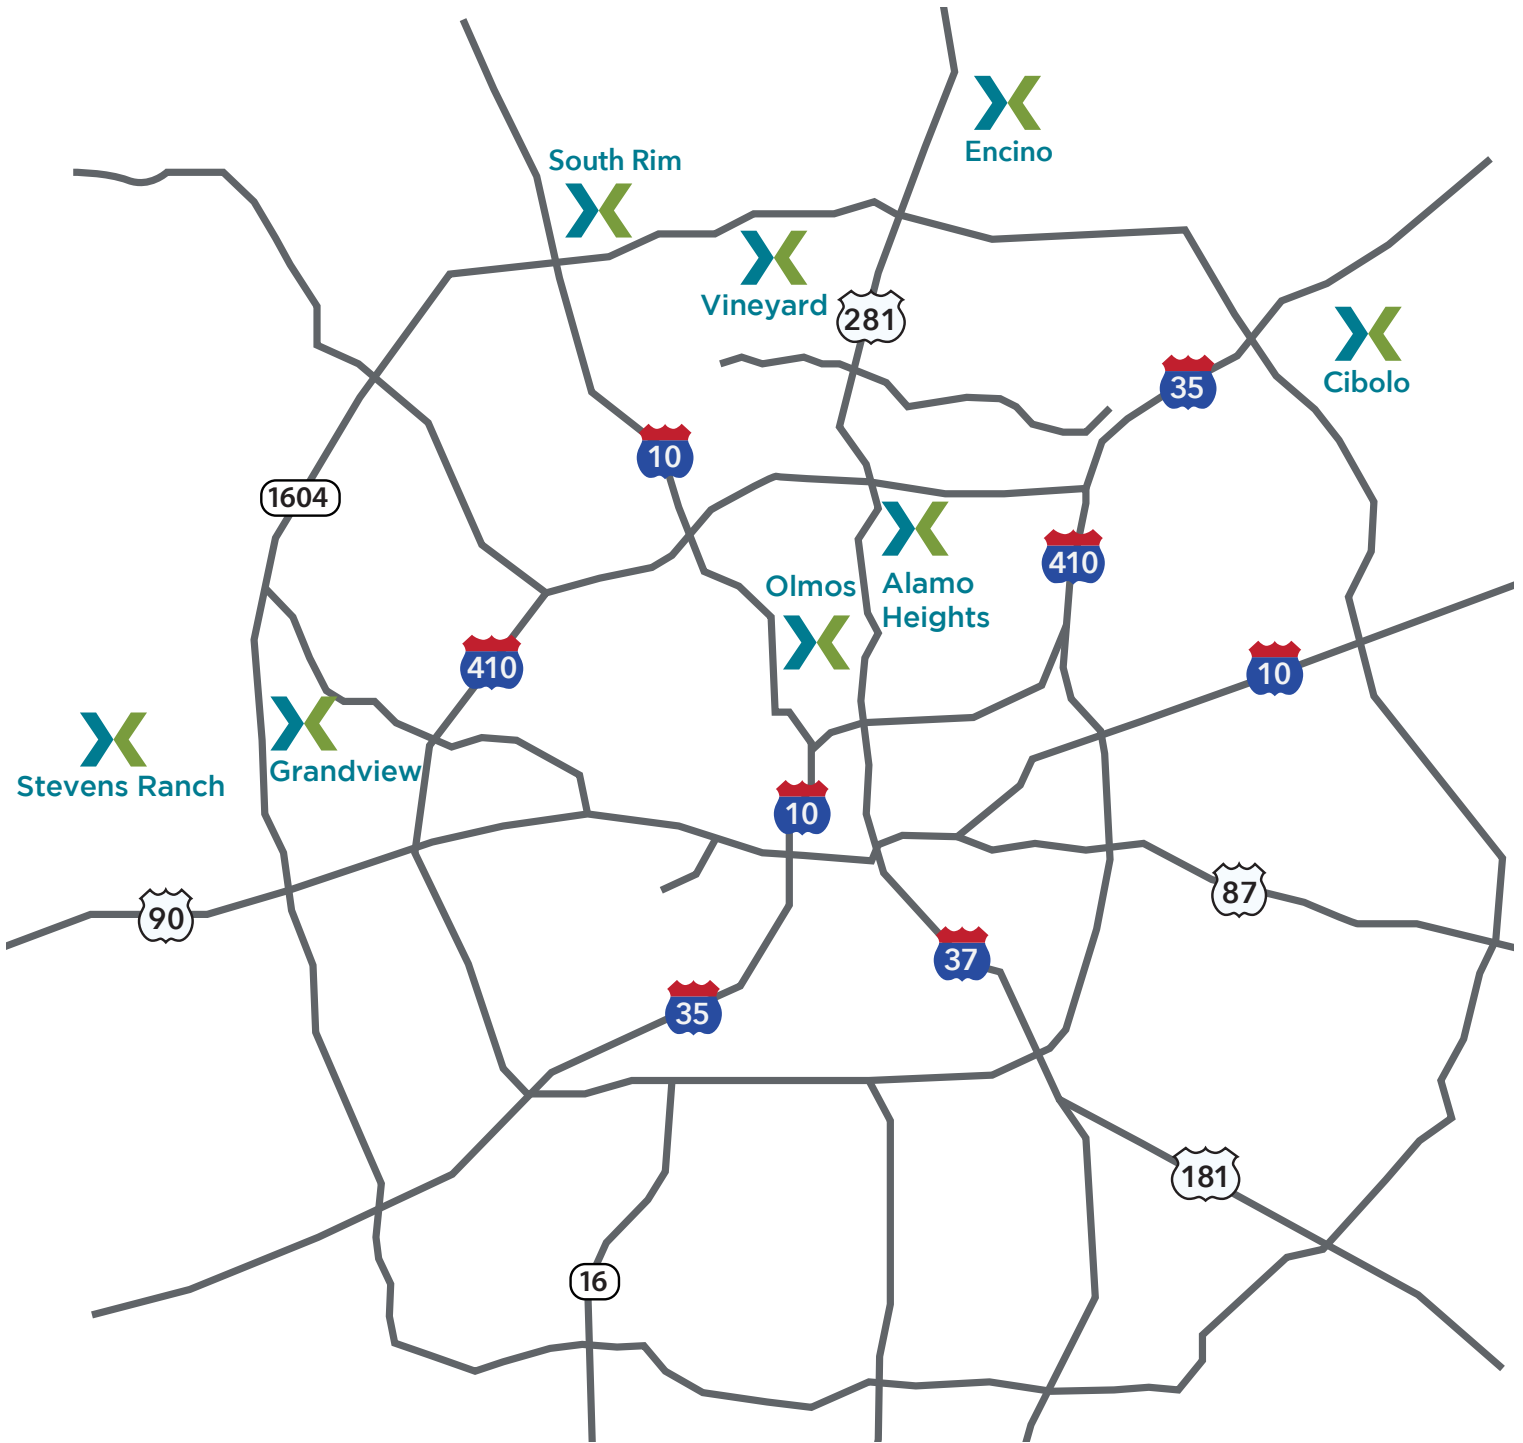 Encino
South Rim
Vineyard
281
Cibolo
35
10
1604
410
Olmos
Alamo
Heights
410
10
Stevens Ranch
Grandview
10
90
87
37
35
181
16